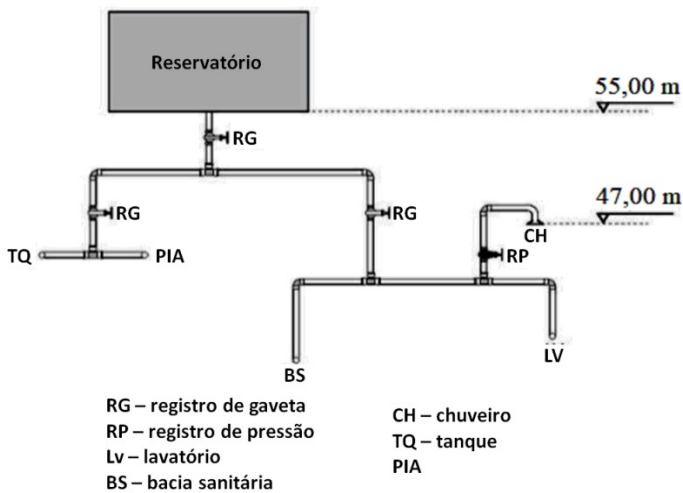 Reservatório
55,00 m
RG
RG
RG
47,00 m
CH
TQ
PIA
RP
BS
LV
RG – registro de gaveta
RP – registro de pressão
Lv – lavatório
BS – bacia sanitária
CH – chuveiro
TQ – tanque
PIA